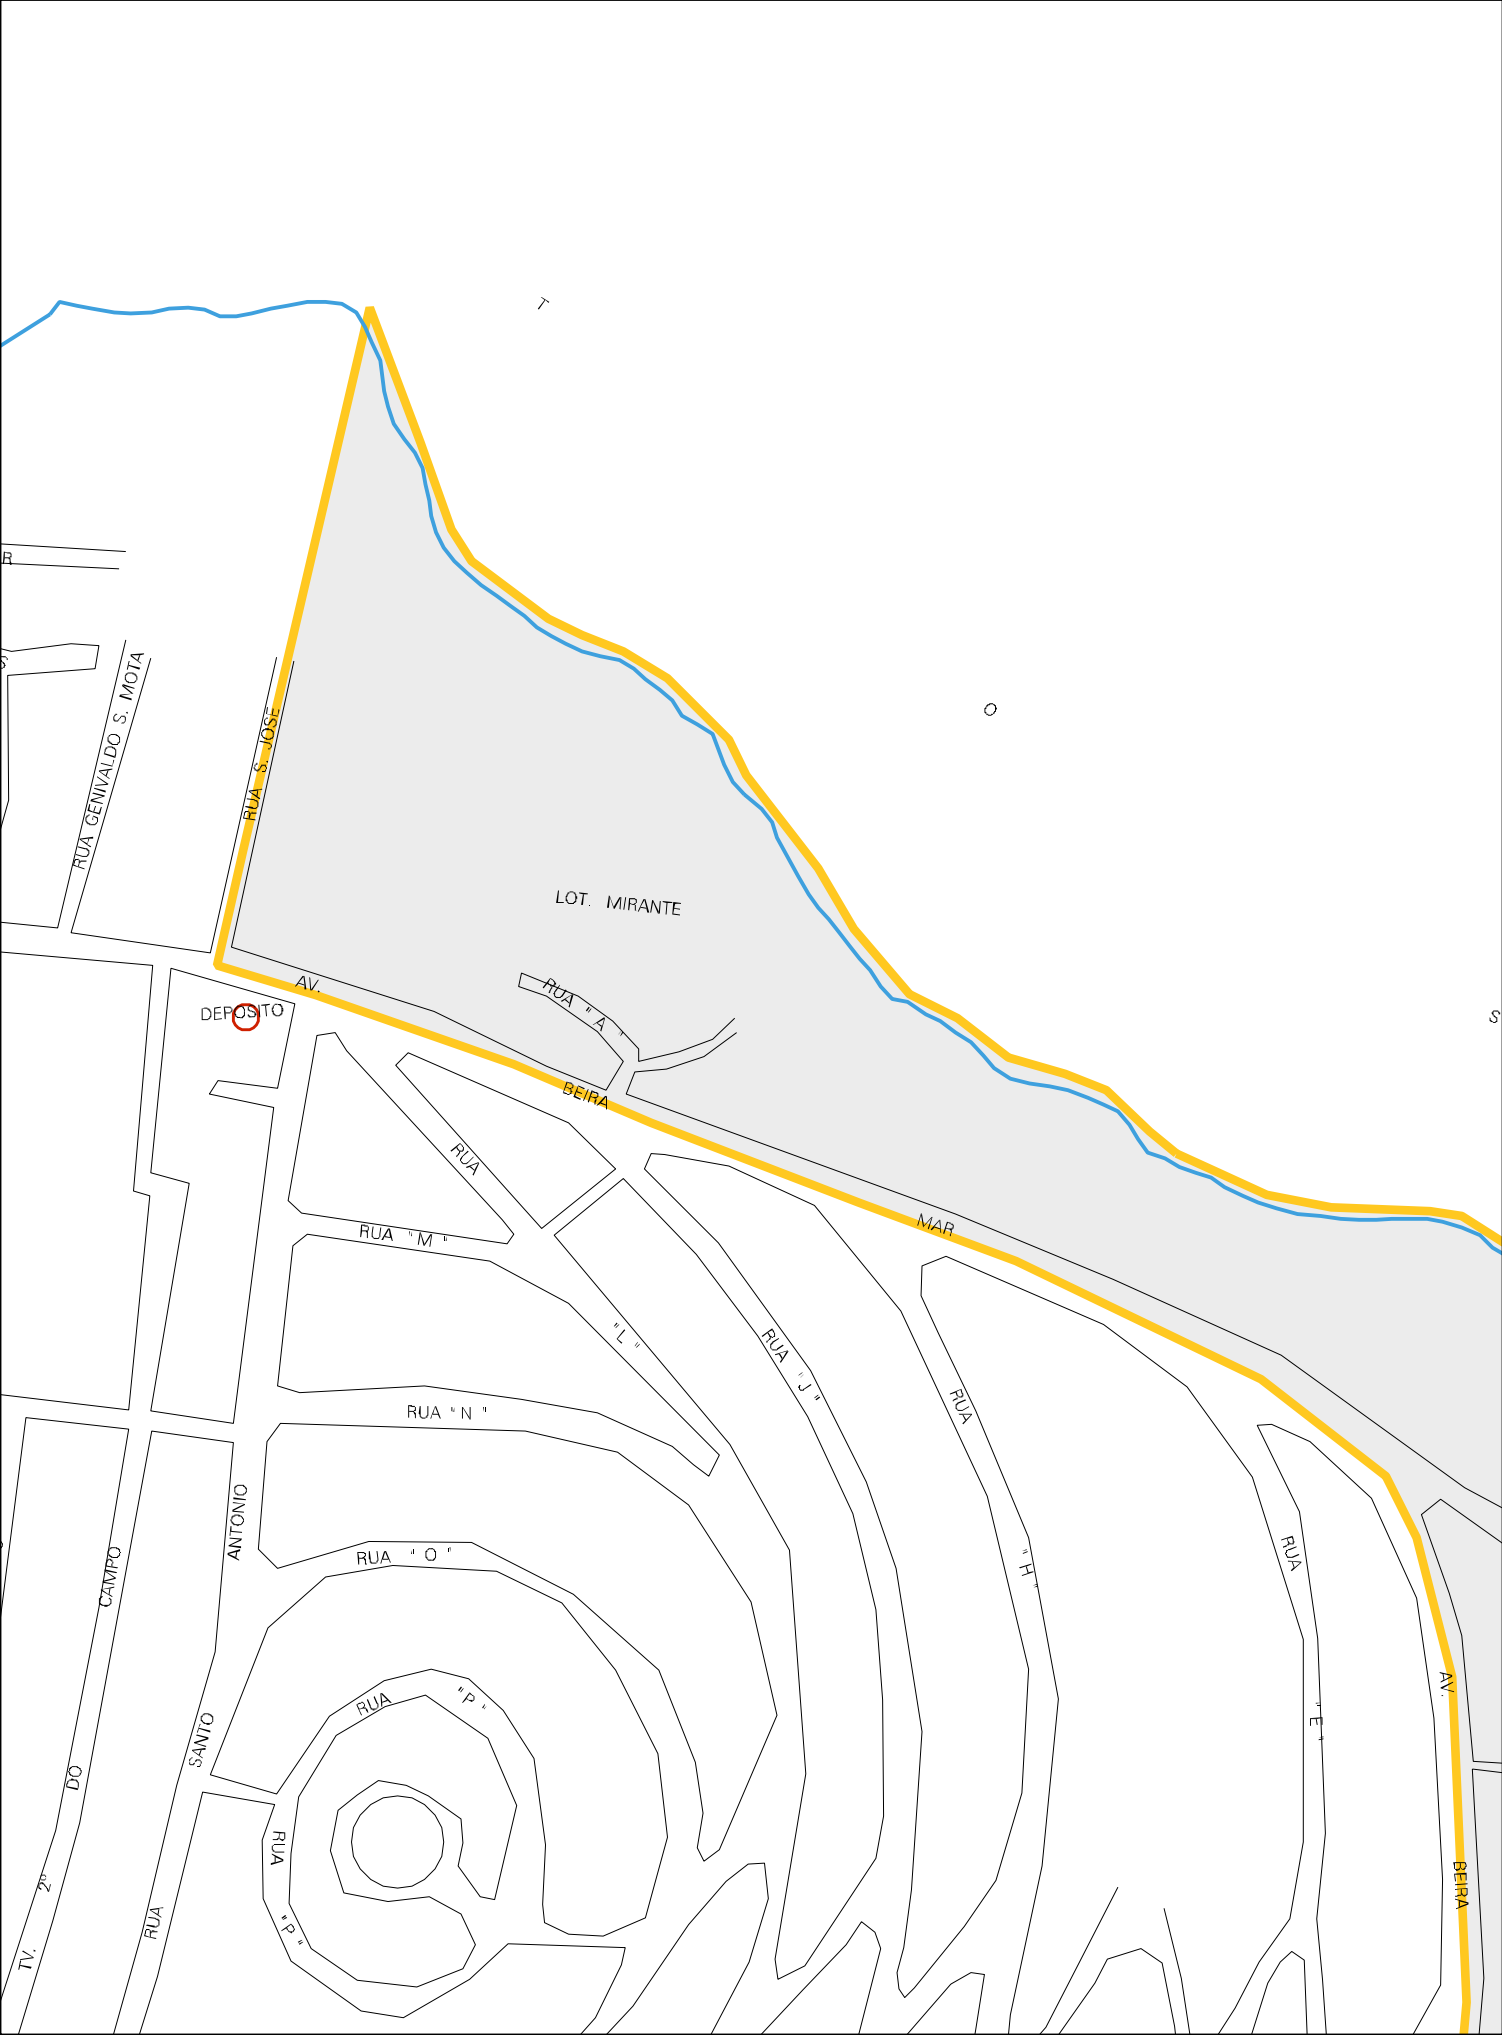 T
R
S
RUA GENIVALDO S. MOTA
RUA S. JOSE
O
LOT. MIRANTE
AV.
RUA "A"
DEPOSITO
S
BEIRA
RUA
MAR
RUA "M"
"L"
RUA "J"
RUA
RUA "N"
ANTONIO
RUA
RUA "O"
CAMPO
"H"
RUA "P"
AV.
SANTO
"E"
DO
RUA
BEIRA
2º
RUA
"P"
TV.